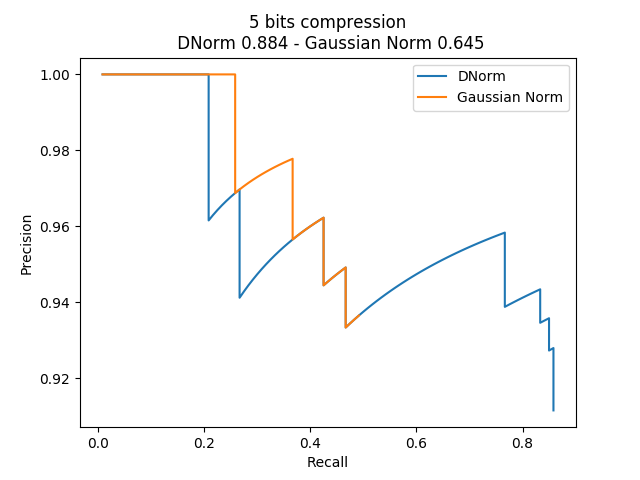 5 bits compression
DNorm 0.884 - Gaussian Norm 0.645
DNorm
Gaussian Norm
1.00
0.98
0.96
0.94
0.92
Precision
0.0 0.2 0.4 0.6 0.8
Recall